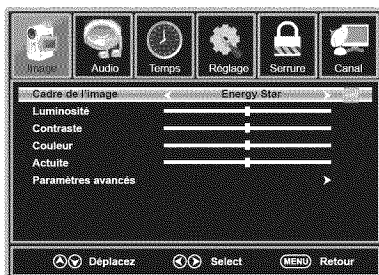 Image Audio Temps Réglage Serrure Canal
Cadre de l'image Energy Star
Luminosité
Contraste
Couleur
Actuite
Paramètres avancés
Déplacez Select MENU Retour